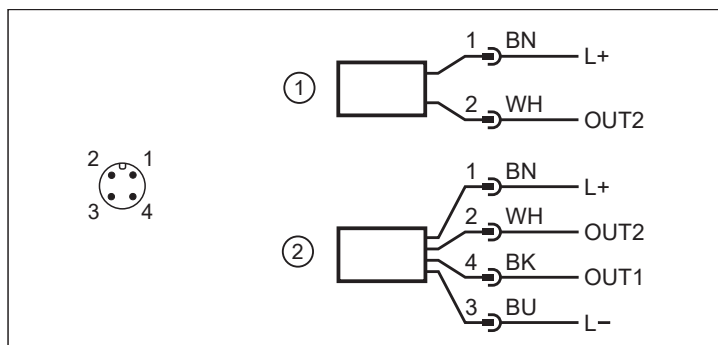 1 BN L+
①
2 WH OUT2
2 1
3 4
1 BN L+
2 WH OUT2
②
4 BK OUT1
3 BU L−